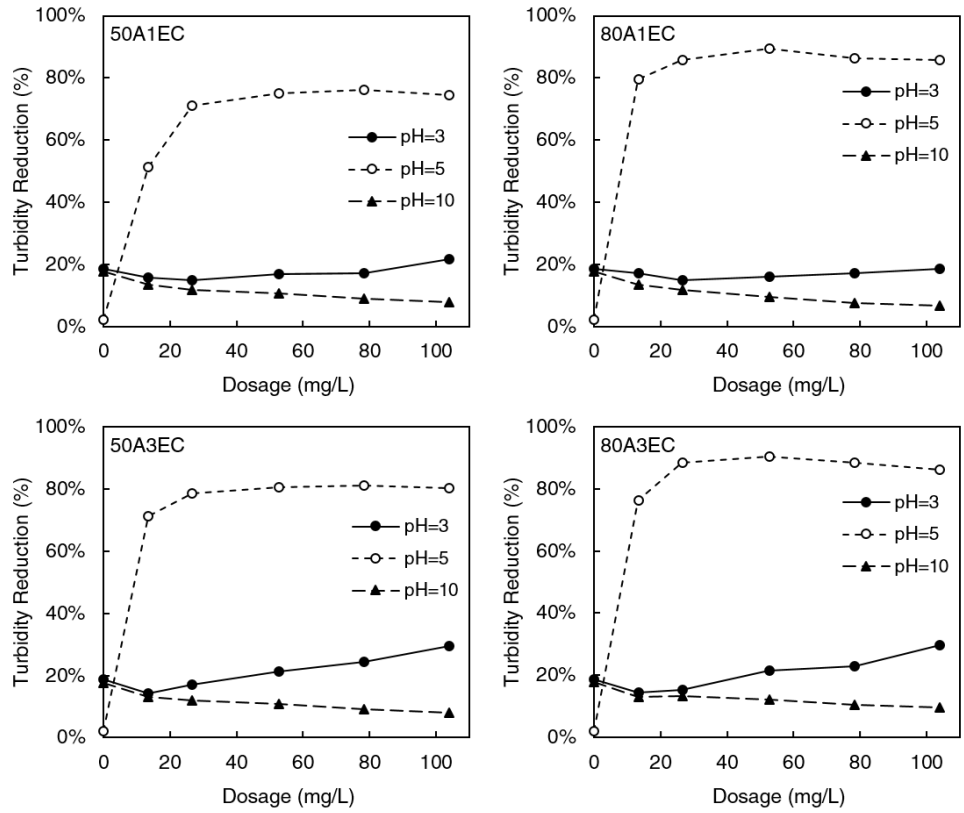 50A1EC
Turbidity Reduction (%)
100%
80%
60%
40%
20%
0%
pH=3
pH=5
pH=10
0 20 40 60 80 100
Dosage (mg/L)
80A1EC
Turbidity Reduction (%)
100%
80%
60%
40%
20%
0%
pH=3
pH=5
pH=10
0 20 40 60 80 100
Dosage (mg/L)
50A3EC
Turbidity Reduction (%)
100%
80%
60%
40%
20%
0%
pH=3
pH=5
pH=10
0 20 40 60 80 100
Dosage (mg/L)
80A3EC
Turbidity Reduction (%)
100%
80%
60%
40%
20%
0%
pH=3
pH=5
pH=10
0 20 40 60 80 100
Dosage (mg/L)